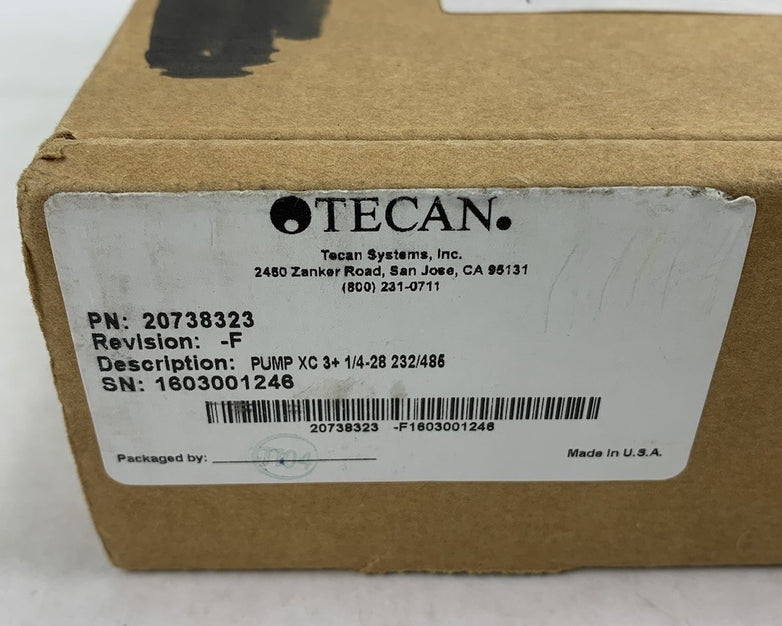 TECAN.
Tecan Systems, Inc.
2450 Zanker Road, San Jose, CA 95131
(800) 231-0711
PN: 20738323
Revision: -F
Description: PUMP XC 3+ 1/4-28 232/485
SN: 1603001246
20738323 -F1603001246
Packaged by:
Made in U.S.A.